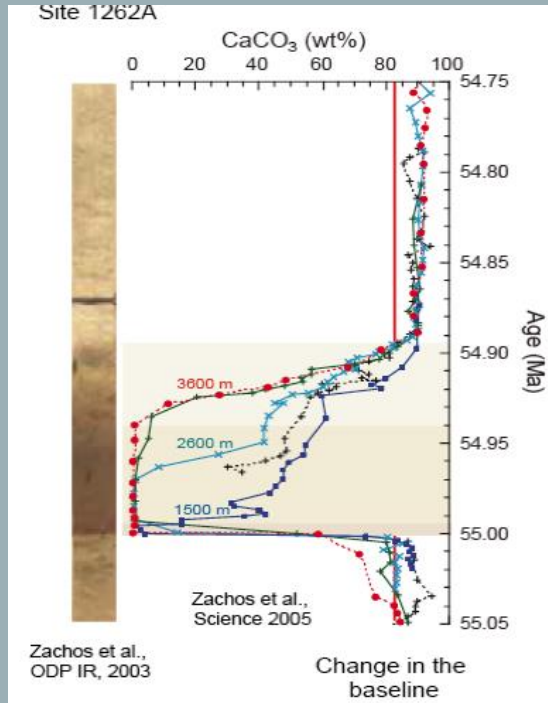 Site 1262A
CaCO₃ (wt%)
0 20 40 60 80 100
54.75
54.80
54.85
54.90
54.95
55.00
55.05
Age (Ma)
3600 m
2600 m
1500 m
Zachos et al.,
Science 2005
Zachos et al.,
ODP IR, 2003
Change in the
baseline